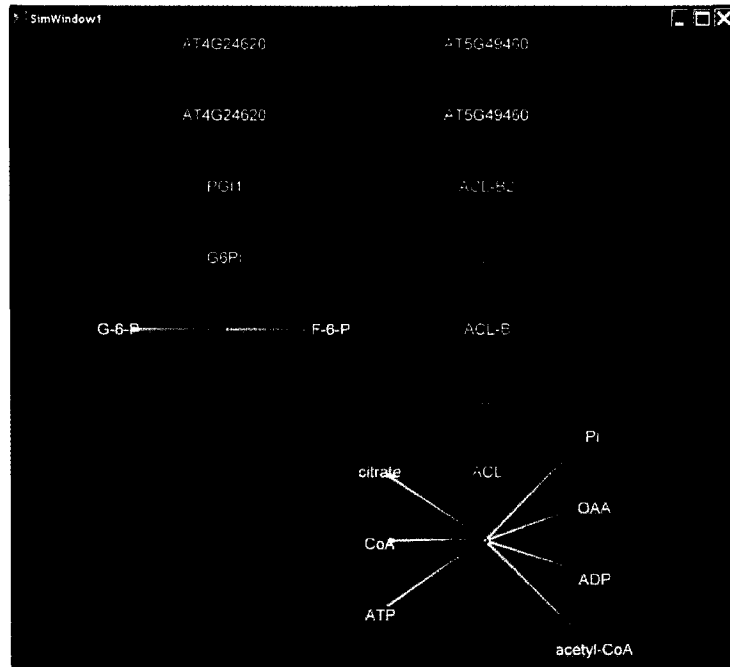 SimWindow1
AT4G24620 AT5G49460
AT4G24620 AT5G49460
PGI1 ACL-B2
G6PI
G-6-P F-6-P ACL-B
Pi
citrate ACL
OAA
CoA
ADP
ATP
acetyl-CoA